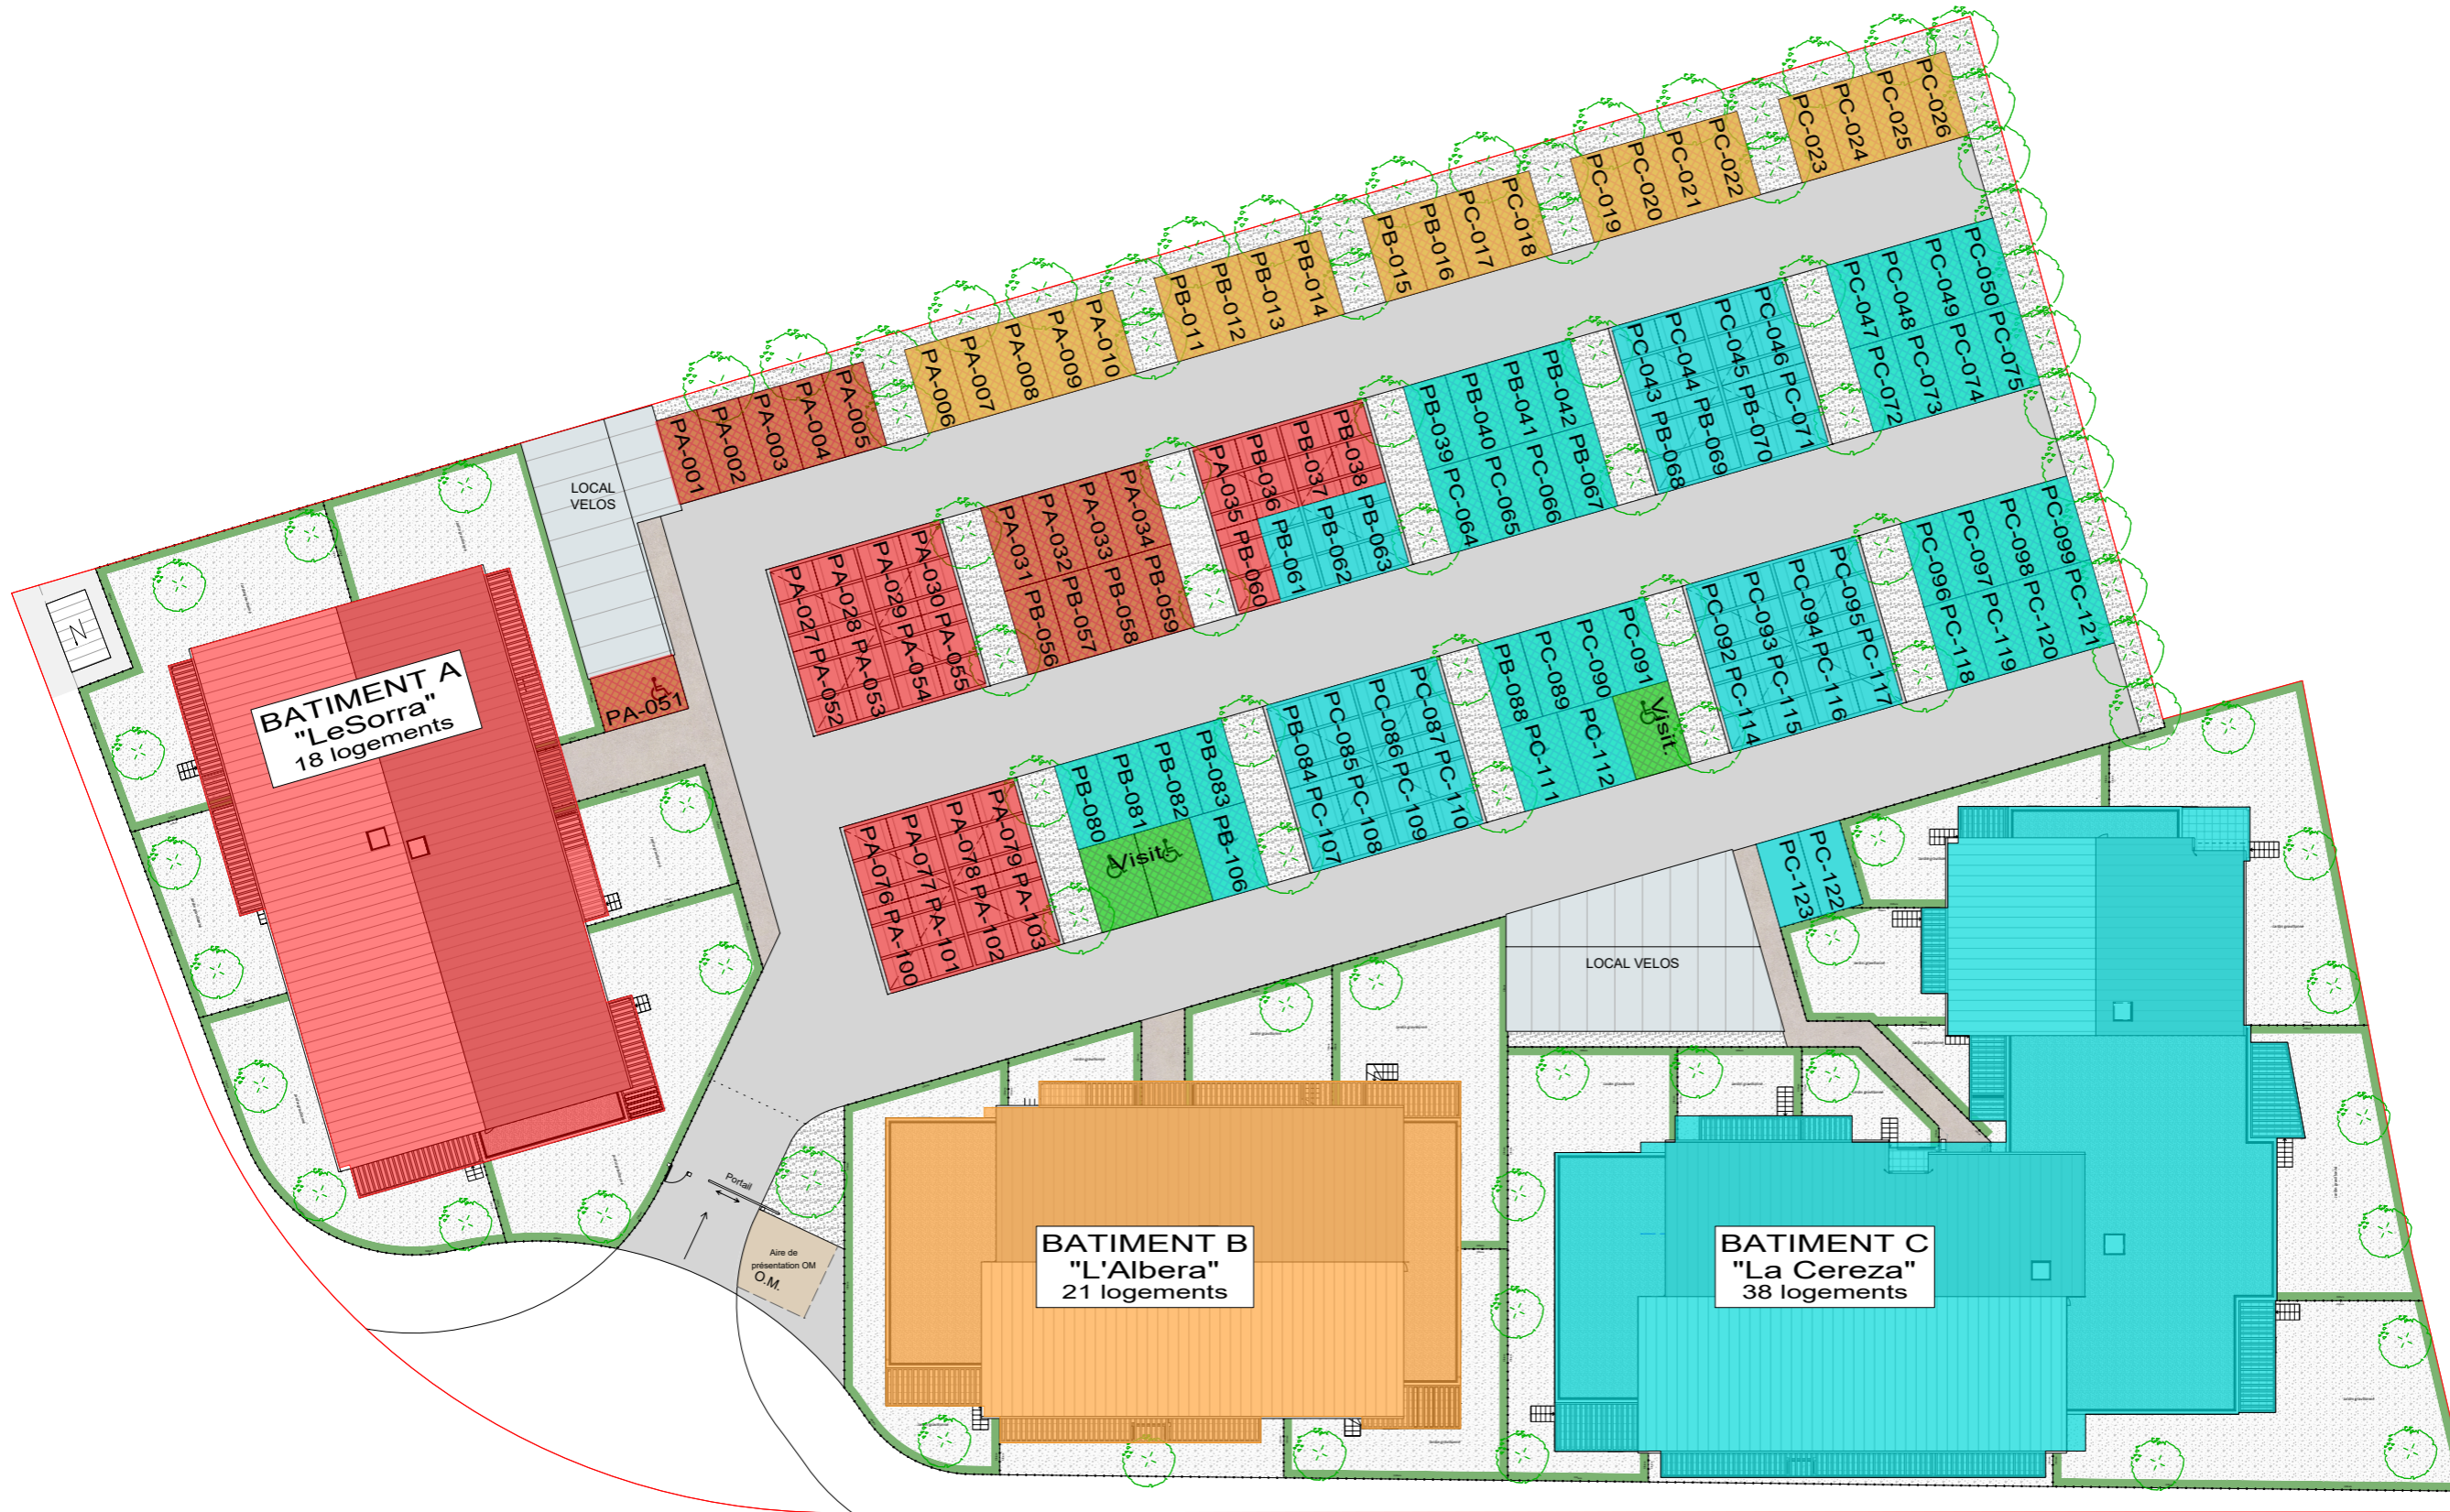 PA-001
PA-002
PA-003
PA-004
PA-005
PA-006
PA-007
PA-008
PA-009
PA-010
PB-011
PB-012
PB-013
PB-014
PB-015
PB-016
PC-017
PC-018
PC-019
PC-020
PC-021
PC-022
PC-023
PC-024
PC-025
PC-026
PA-027
PA-028
PA-029
PA-030
PA-031
PA-032
PA-033
PA-034
PA-035
PB-036
PB-037
PB-038
PB-039
PB-040
PB-041
PB-042
PC-043
PC-044
PC-045
PC-046
PC-047
PC-048
PC-049
PC-050
PA-051
PA-052
PA-053
PA-054
PA-055
PB-056
PB-057
PB-058
PB-059
PB-060
PB-061
PB-062
PB-063
PC-064
PC-065
PC-066
PB-067
PB-068
PB-069
PB-070
PC-071
PC-072
PC-073
PC-074
PC-075
PA-076
PA-077
PA-078
PA-079
PB-080
PB-081
PB-082
PB-083
PB-084
PC-085
PC-086
PC-087
PB-088
PC-089
PC-090
PC-091
PC-092
PC-093
PC-094
PC-095
PC-096
PC-097
PC-098
PC-099
PA-100
PA-101
PA-102
PA-103
Visit.
PB-106
PC-107
PC-108
PC-109
PC-110
PC-111
PC-112
Visit.
PC-114
PC-115
PC-116
PC-117
PC-118
PC-119
PC-120
PC-121
PC-122
PC-123
LOCAL
VELOS
LOCAL VELOS
N
BATIMENT A
"LeSorra"
18 logements
Portail
Aire de
présentation OM
O.M.
BATIMENT B
"L'Albera"
21 logements
BATIMENT C
"La Cereza"
38 logements